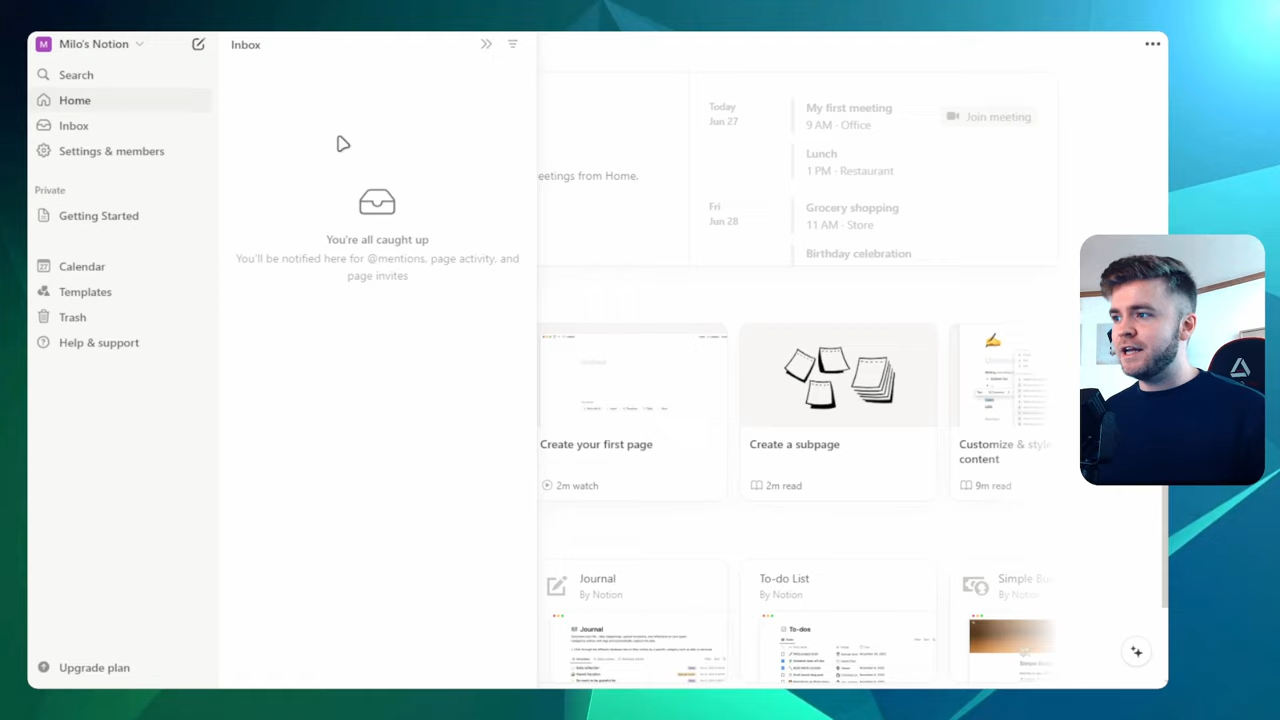 M Milo's Notion
Search
Home
Inbox
Settings & members
Private
Getting Started
Calendar
Templates
Trash
Help & support
Upgrade plan
Inbox
You're all caught up
You'll be notified here for @mentions, page activity, and
page invites
eetings from Home.
Today
Jun 27
My first meeting
9 AM · Office
Join meeting
Lunch
1 PM · Restaurant
Fri
Jun 28
Grocery shopping
11 AM · Store
Birthday celebration
Create your first page
2m watch
Create a subpage
2m read
Customize & style
content
9m read
Journal
By Notion
Journal
To-do List
By Notion
To-dos
Simple Bu
By Notion